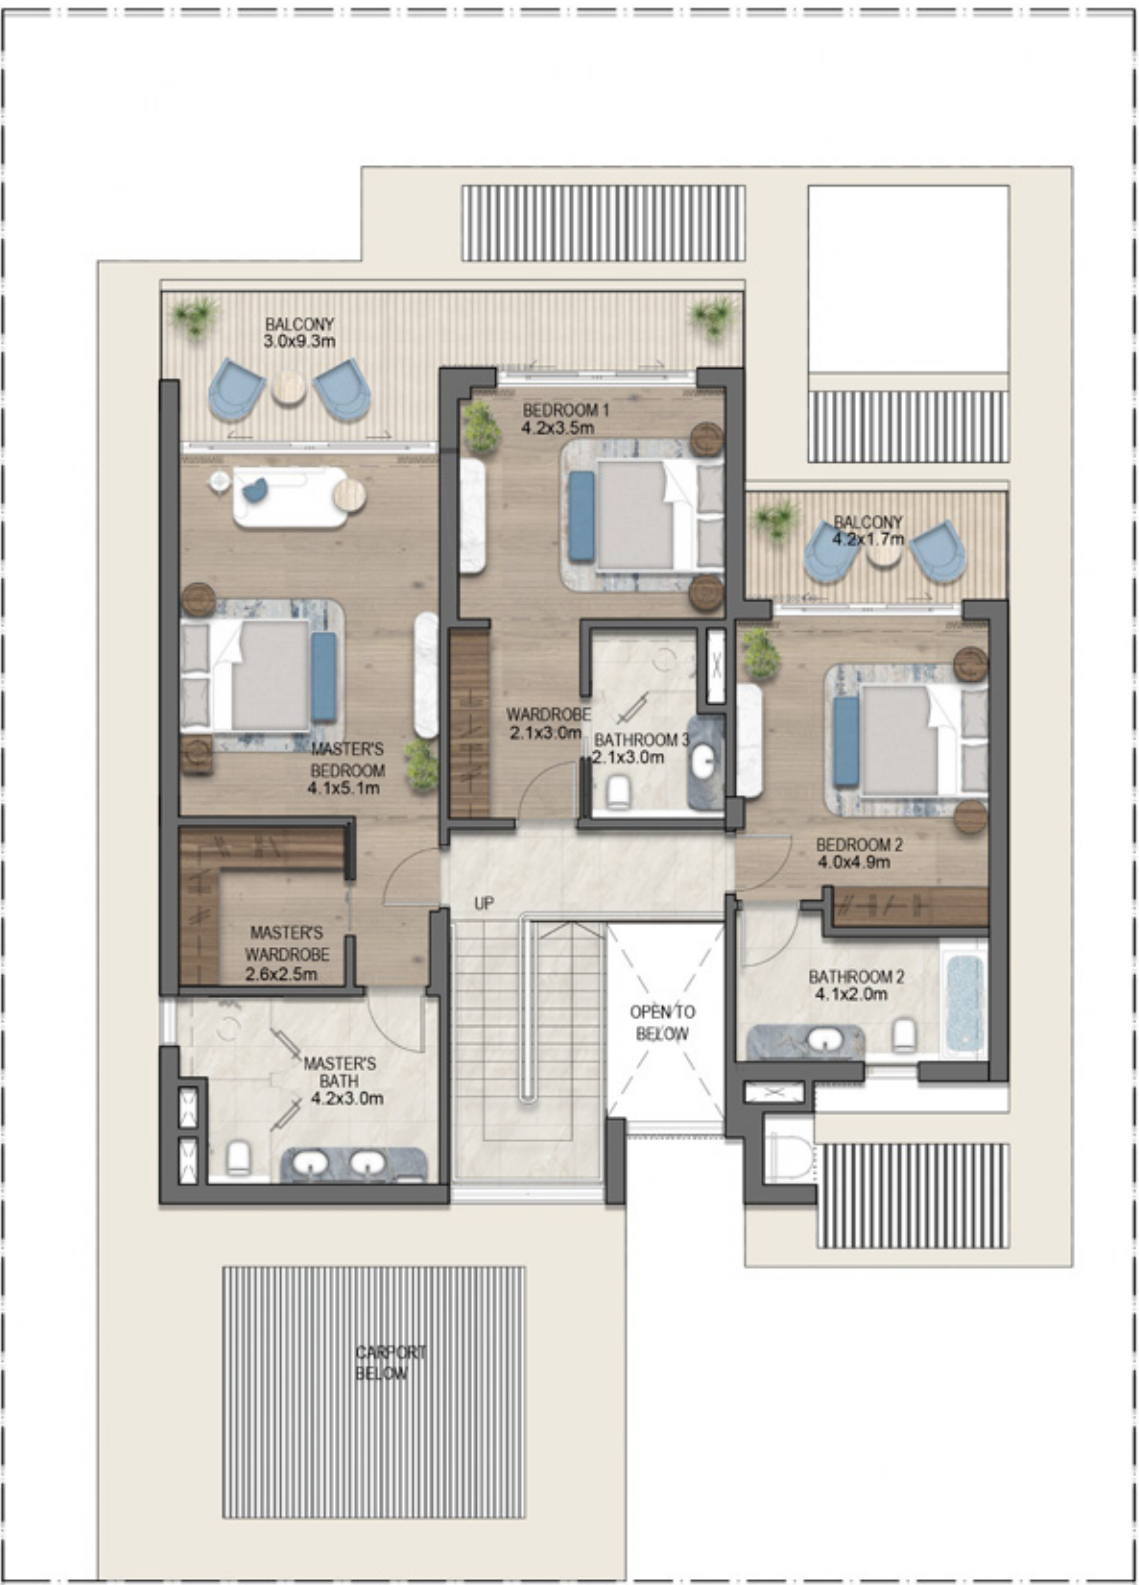 BALCONY
3.0x9.3m
BEDROOM 1
4.2x3.5m
BALCONY
4.2x1.7m
WARDROBE
2.1x3.0m
BATHROOM 3
2.1x3.0m
MASTER'S
BEDROOM
4.1x5.1m
BEDROOM 2
4.0x4.9m
UP
MASTER'S
WARDROBE
2.6x2.5m
BATHROOM 2
4.1x2.0m
OPEN TO
BELOW
MASTER'S
BATH
4.2x3.0m
CARPORT
BELOW